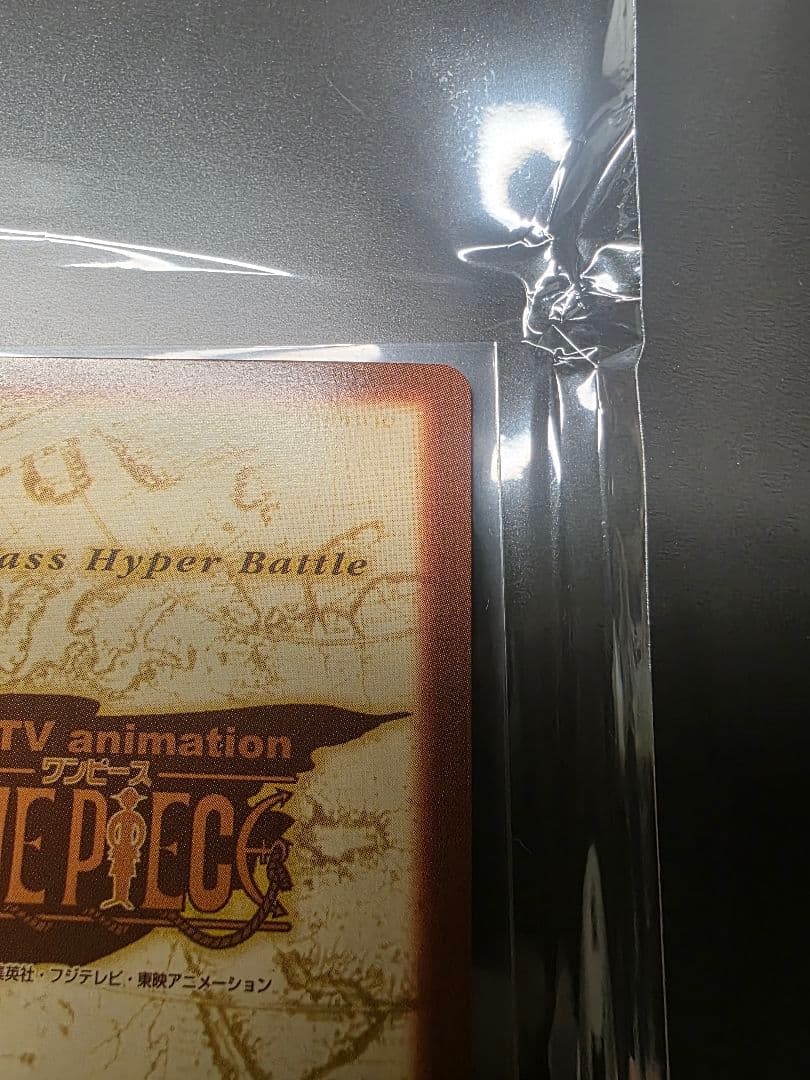 ass Hyper Battle
TV animation
ワンピース
NE PIECE
集英社・フジテレビ・東映アニメーション